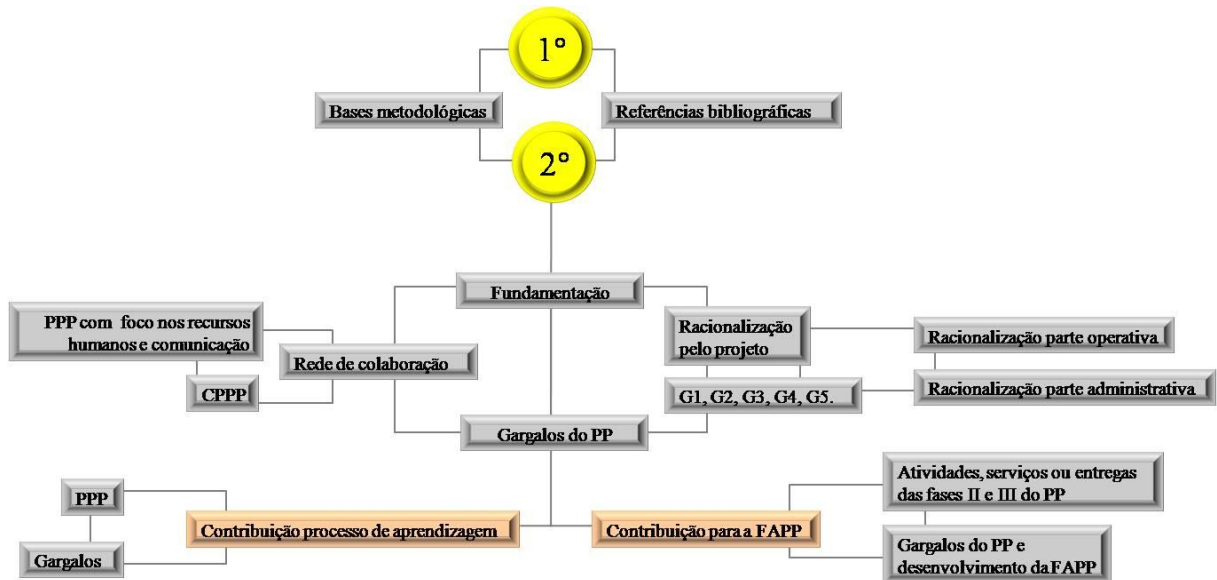 1°
Bases metodológicas
Referências bibliográficas
2°
Fundamentação
PPP com foco nos recursos
humanos e comunicação
Rede de colaboração
CPPP
Racionalização
pelo projeto
Racionalização parte operativa
Racionalização parte administrativa
G1, G2, G3, G4, G5.
Gargalos do PP
PPP
Contribuição processo de aprendizagem
Gargalos
Contribuição para a FAPP
Atividades, serviços ou entregas
das fases II e III do PP
Gargalos do PP e
desenvolvimento da FAPP